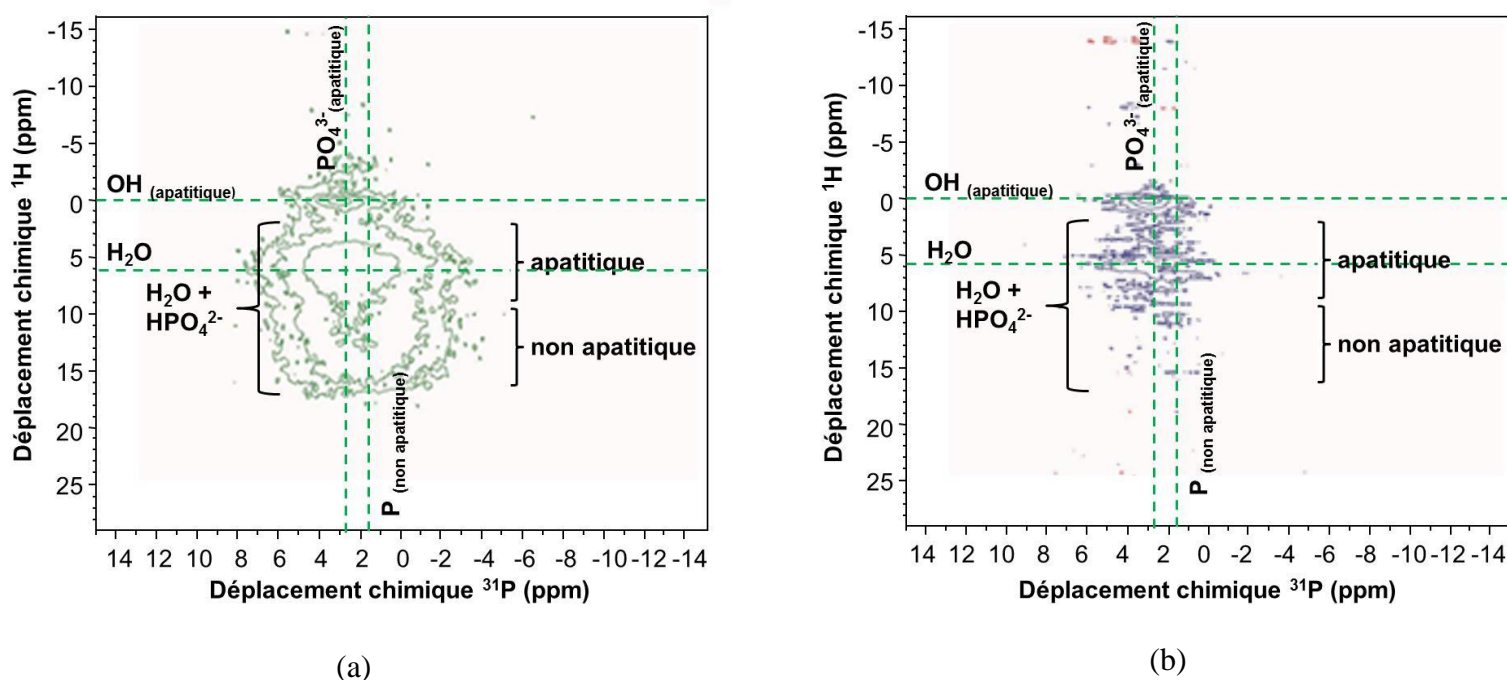 -15
-10
-5
0
5
10
15
20
25
Déplacement chimique ¹H (ppm)
PO₄³⁻ (apatitique)
OH (apatitique)
H₂O
H₂O +
HPO₄²⁻
apatitique
non apatitique
P (non apatitique)
14 12 10 8 6 4 2 0 -2 -4 -6 -8 -10 -12 -14
Déplacement chimique ³¹P (ppm)
(a)
-15
-10
-5
0
5
10
15
20
25
Déplacement chimique ¹H (ppm)
PO₄³⁻ (apatitique)
OH (apatitique)
H₂O
H₂O +
HPO₄²⁻
apatitique
non apatitique
P (non apatitique)
14 12 10 8 6 4 2 0 -2 -4 -6 -8 -10 -12 -14
Déplacement chimique ³¹P (ppm)
(b)